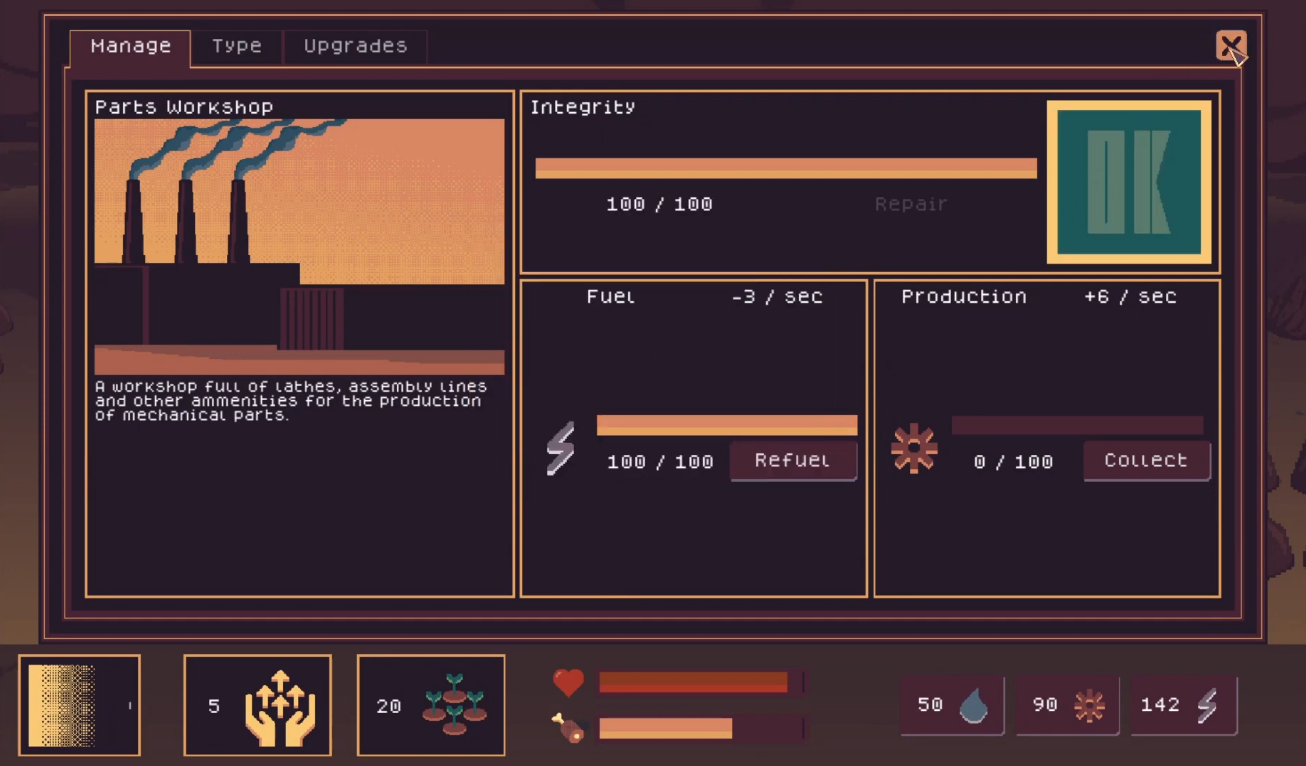 Manage
Type
Upgrades
Parts Workshop
A workshop full of lathes, assembly lines
and other ammenities for the production
of mechanical parts.
Integrity
100 / 100
Repair
OK
Fuel
-3 / sec
100 / 100
Refuel
Production
+6 / sec
0 / 100
Collect
5
20
50
90
142